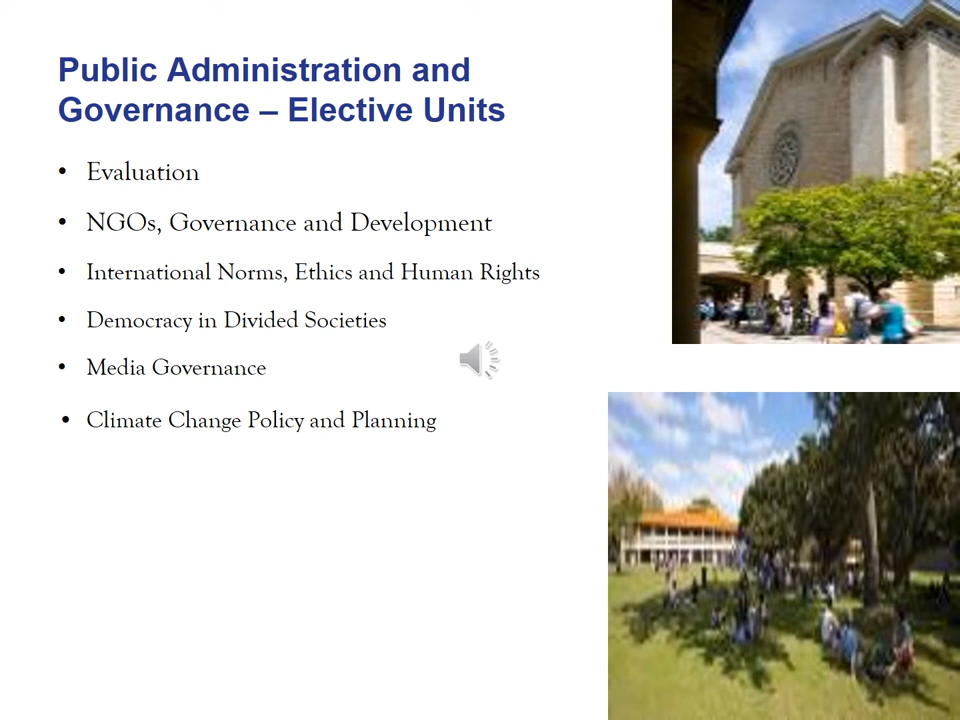 Public Administration and
Governance – Elective Units
• Evaluation
• NGOs, Governance and Development
• International Norms, Ethics and Human Rights
• Democracy in Divided Societies
• Media Governance
• Climate Change Policy and Planning